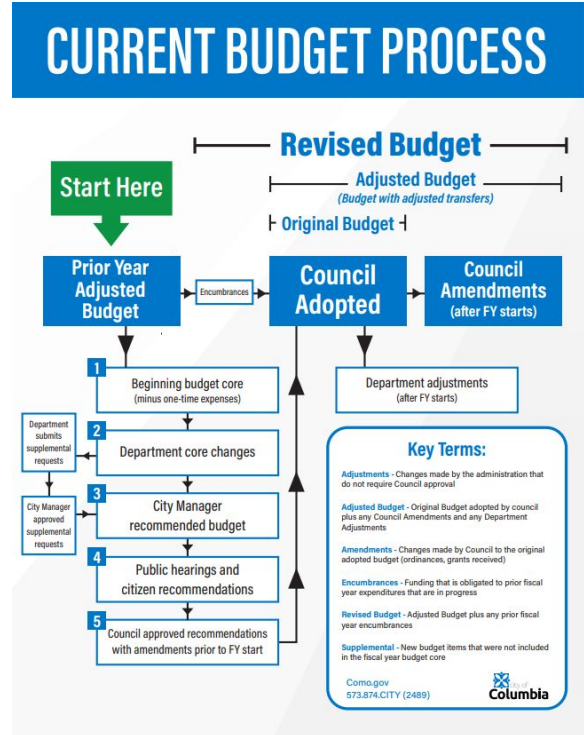 CURRENT BUDGET PROCESS
Revised Budget
Start Here
Adjusted Budget
(Budget with adjusted transfers)
Original Budget
Prior Year
Adjusted
Budget
Encumbrances
Council
Adopted
Council
Amendments
(after FY starts)
1
Beginning budget core
(minus one-time expenses)
Department adjustments
(after FY starts)
Department
submits
supplemental
requests
2
Department core changes
City Manager
approved
supplemental
requests
3
City Manager
recommended budget
4
Public hearings and
citizen recommendations
5
Council approved recommendations
with amendments prior to FY start
Key Terms:
Adjustments - Changes made by the administration that
do not require Council approval
Adjusted Budget - Original Budget adopted by council
plus any Council Amendments and any Department
Adjustments
Amendments - Changes made by Council to the original
adopted budget (ordinances, grants received)
Encumbrances - Funding that is obligated to prior fiscal
year expenditures that are in progress
Revised Budget - Adjusted Budget plus any prior fiscal
year encumbrances
Supplemental - New budget items that were not included
in the fiscal year budget core
Como.gov
573.874.CITY (2489)
city of
Columbia